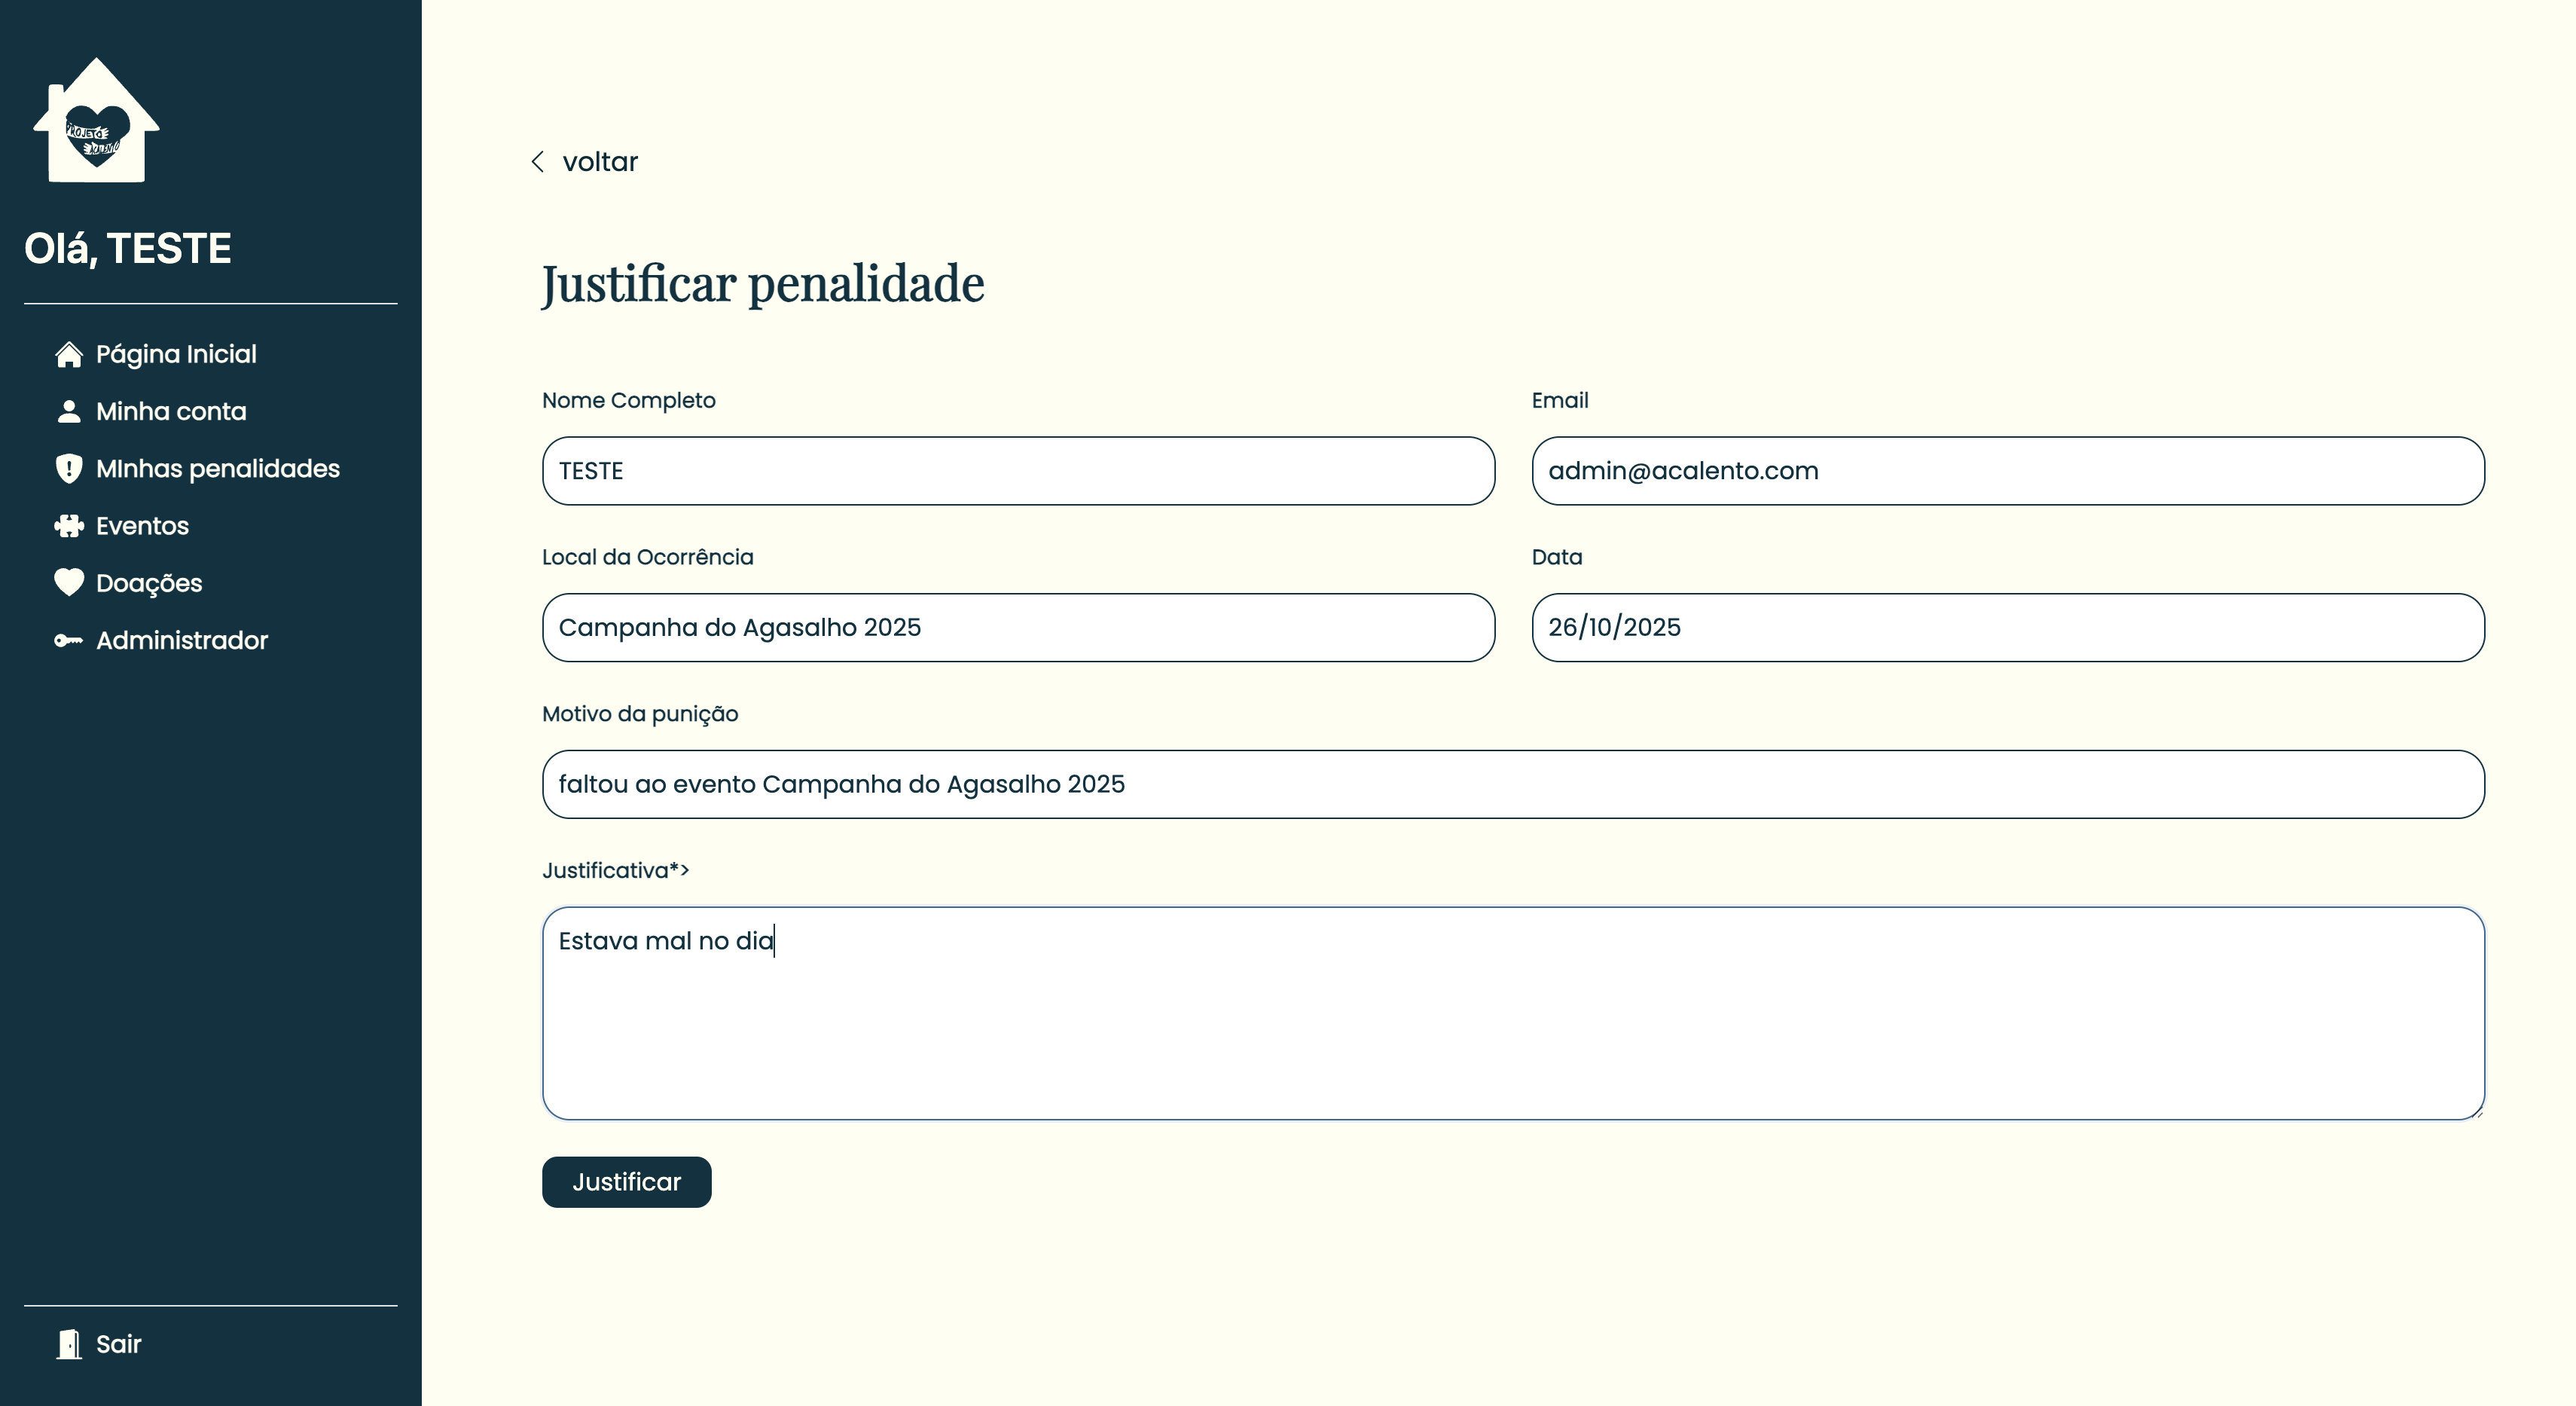 PROJETO
ACALENTO
Olá, TESTE
Página Inicial
Minha conta
MInhas penalidades
Eventos
Doações
Administrador
Sair
voltar
Justificar penalidade
Nome Completo
Email
TESTE
admin@acalento.com
Local da Ocorrência
Data
Campanha do Agasalho 2025
26/10/2025
Motivo da punição
faltou ao evento Campanha do Agasalho 2025
Justificativa*>
Estava mal no dia
Justificar